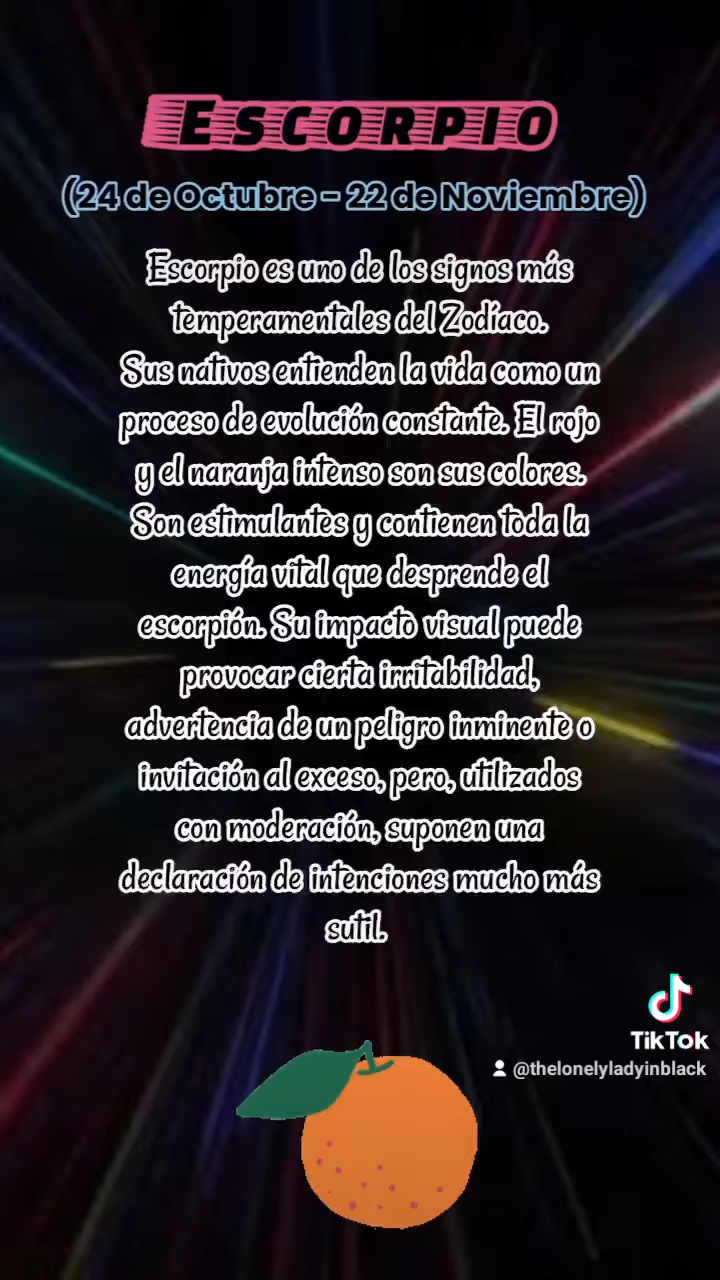 Escorpio
(24 de Octubre - 22 de Noviembre)
Escorpio es uno de los signos más
temperamentales del Zodíaco.
Sus nativos entienden la vida como un
proceso de evolución constante. El rojo
y el naranja intenso son sus colores.
Son estimulantes y contienen toda la
energía vital que desprende el
escorpión. Su impacto visual puede
provocar cierta irritabilidad,
advertencia de un peligro inminente o
invitación al exceso, pero, utilizados
con moderación, suponen una
declaración de intenciones mucho más
sutil.
TikTok
@thelonelyladyinblack